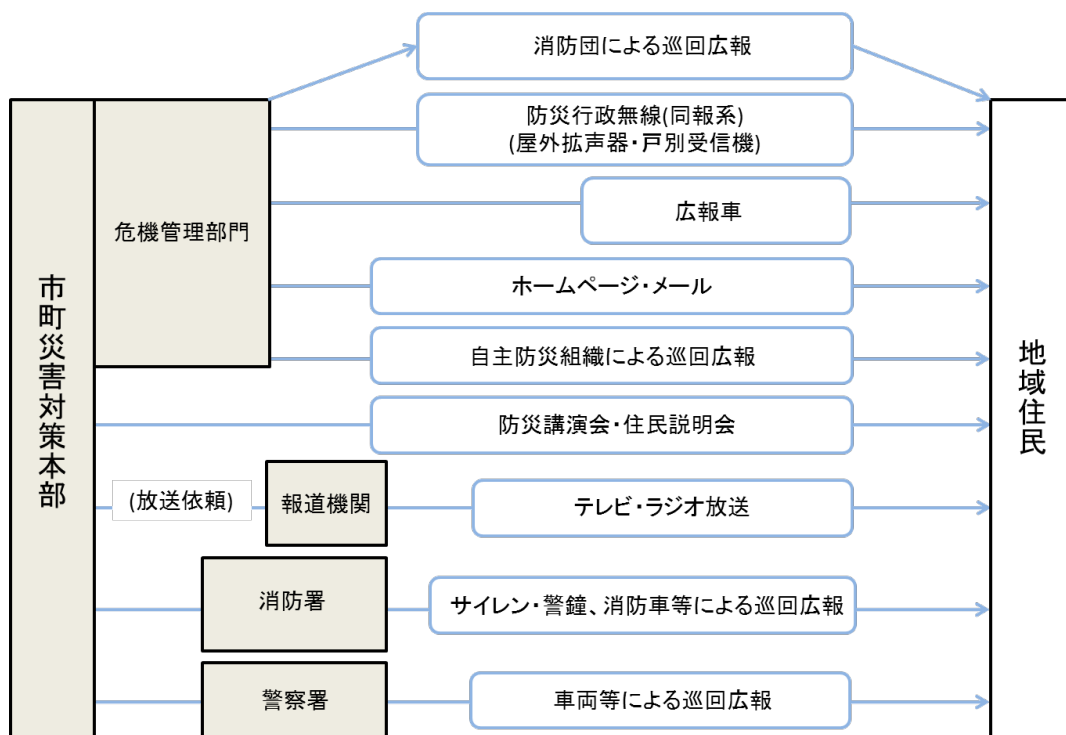 消防団による巡回広報
防災行政無線(同報系)
(屋外拡声器・戸別受信機)
広報車
危機管理部門
ホームページ・メール
市町災害対策本部
自主防災組織による巡回広報
地域住民
防災講演会・住民説明会
(放送依頼)
報道機関
テレビ・ラジオ放送
消防署
サイレン・警鐘、消防車等による巡回広報
警察署
車両等による巡回広報